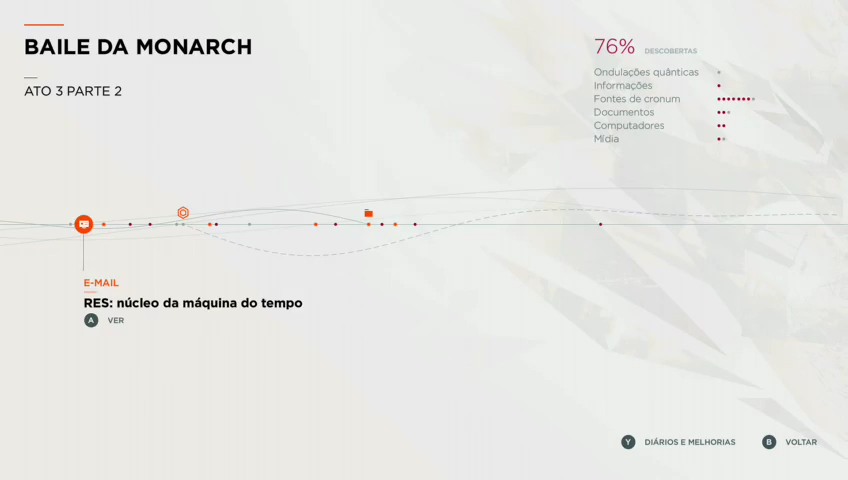 BAILE DA MONARCH
ATO 3 PARTE 2
76% DESCOBERTAS
Ondulações quânticas
Informações
Fontes de cronum
Documentos
Computadores
Mídia
E-MAIL
RES: núcleo da máquina do tempo
A VER
Y DIÁRIOS E MELHORIAS B VOLTAR